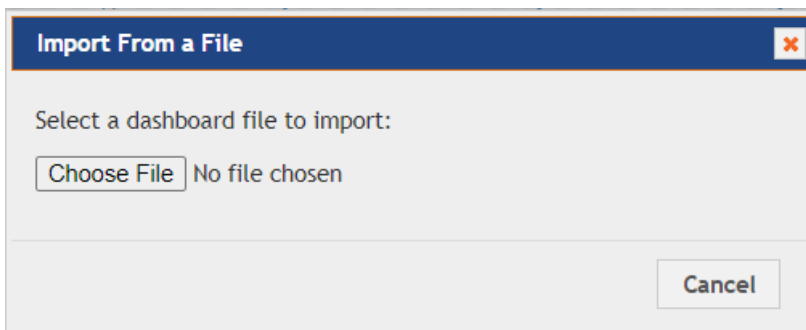 Import From a File
Select a dashboard file to import:
Choose File No file chosen
Cancel